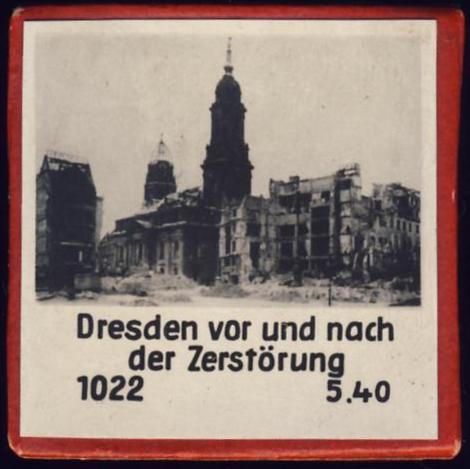 Dresden vor und nach
der Zerstörung
1022 5.40